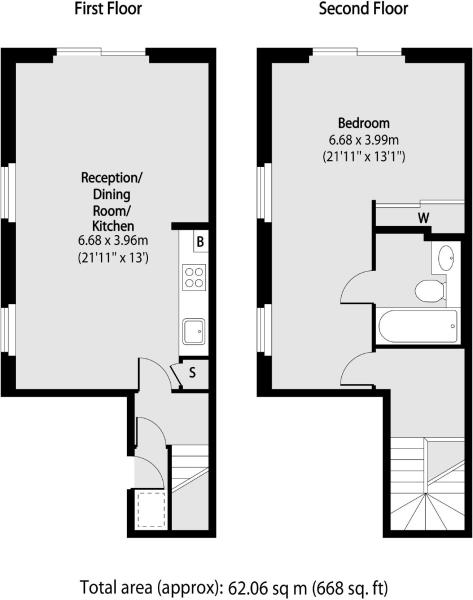 First Floor
Second Floor
Reception/
Dining
Room/
Kitchen
6.68 x 3.96m
(21'11" x 13')
B
S
Bedroom
6.68 x 3.99m
(21'11" x 13'1")
W
Total area (approx): 62.06 sq m (668 sq. ft)